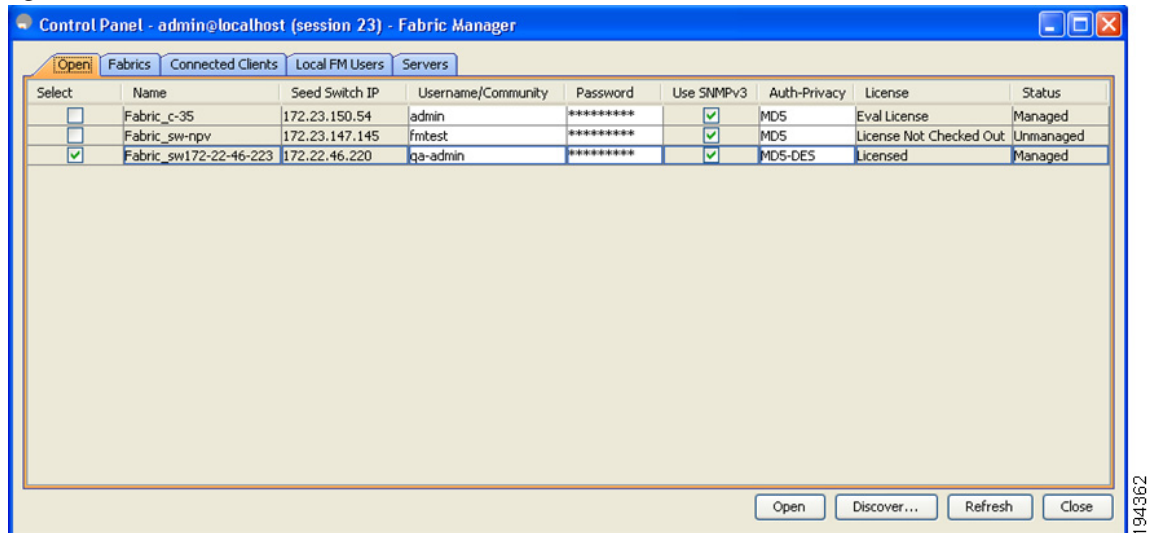 Control Panel - admin@localhost (session 23) - Fabric Manager
Open Fabrics Connected Clients Local FM Users Servers
Select Name Seed Switch IP Username/Community Password Use SNMPv3 Auth-Privacy License Status
Fabric_c-35 172.23.150.54 admin ********* MD5 Eval License Managed
Fabric_sw-npv 172.23.147.145 fmtest ********* MD5 License Not Checked Out Unmanaged
Fabric_sw172-22-46-223 172.22.46.220 qa-admin ********* MD5-DES Licensed Managed
Open Discover... Refresh Close
194362